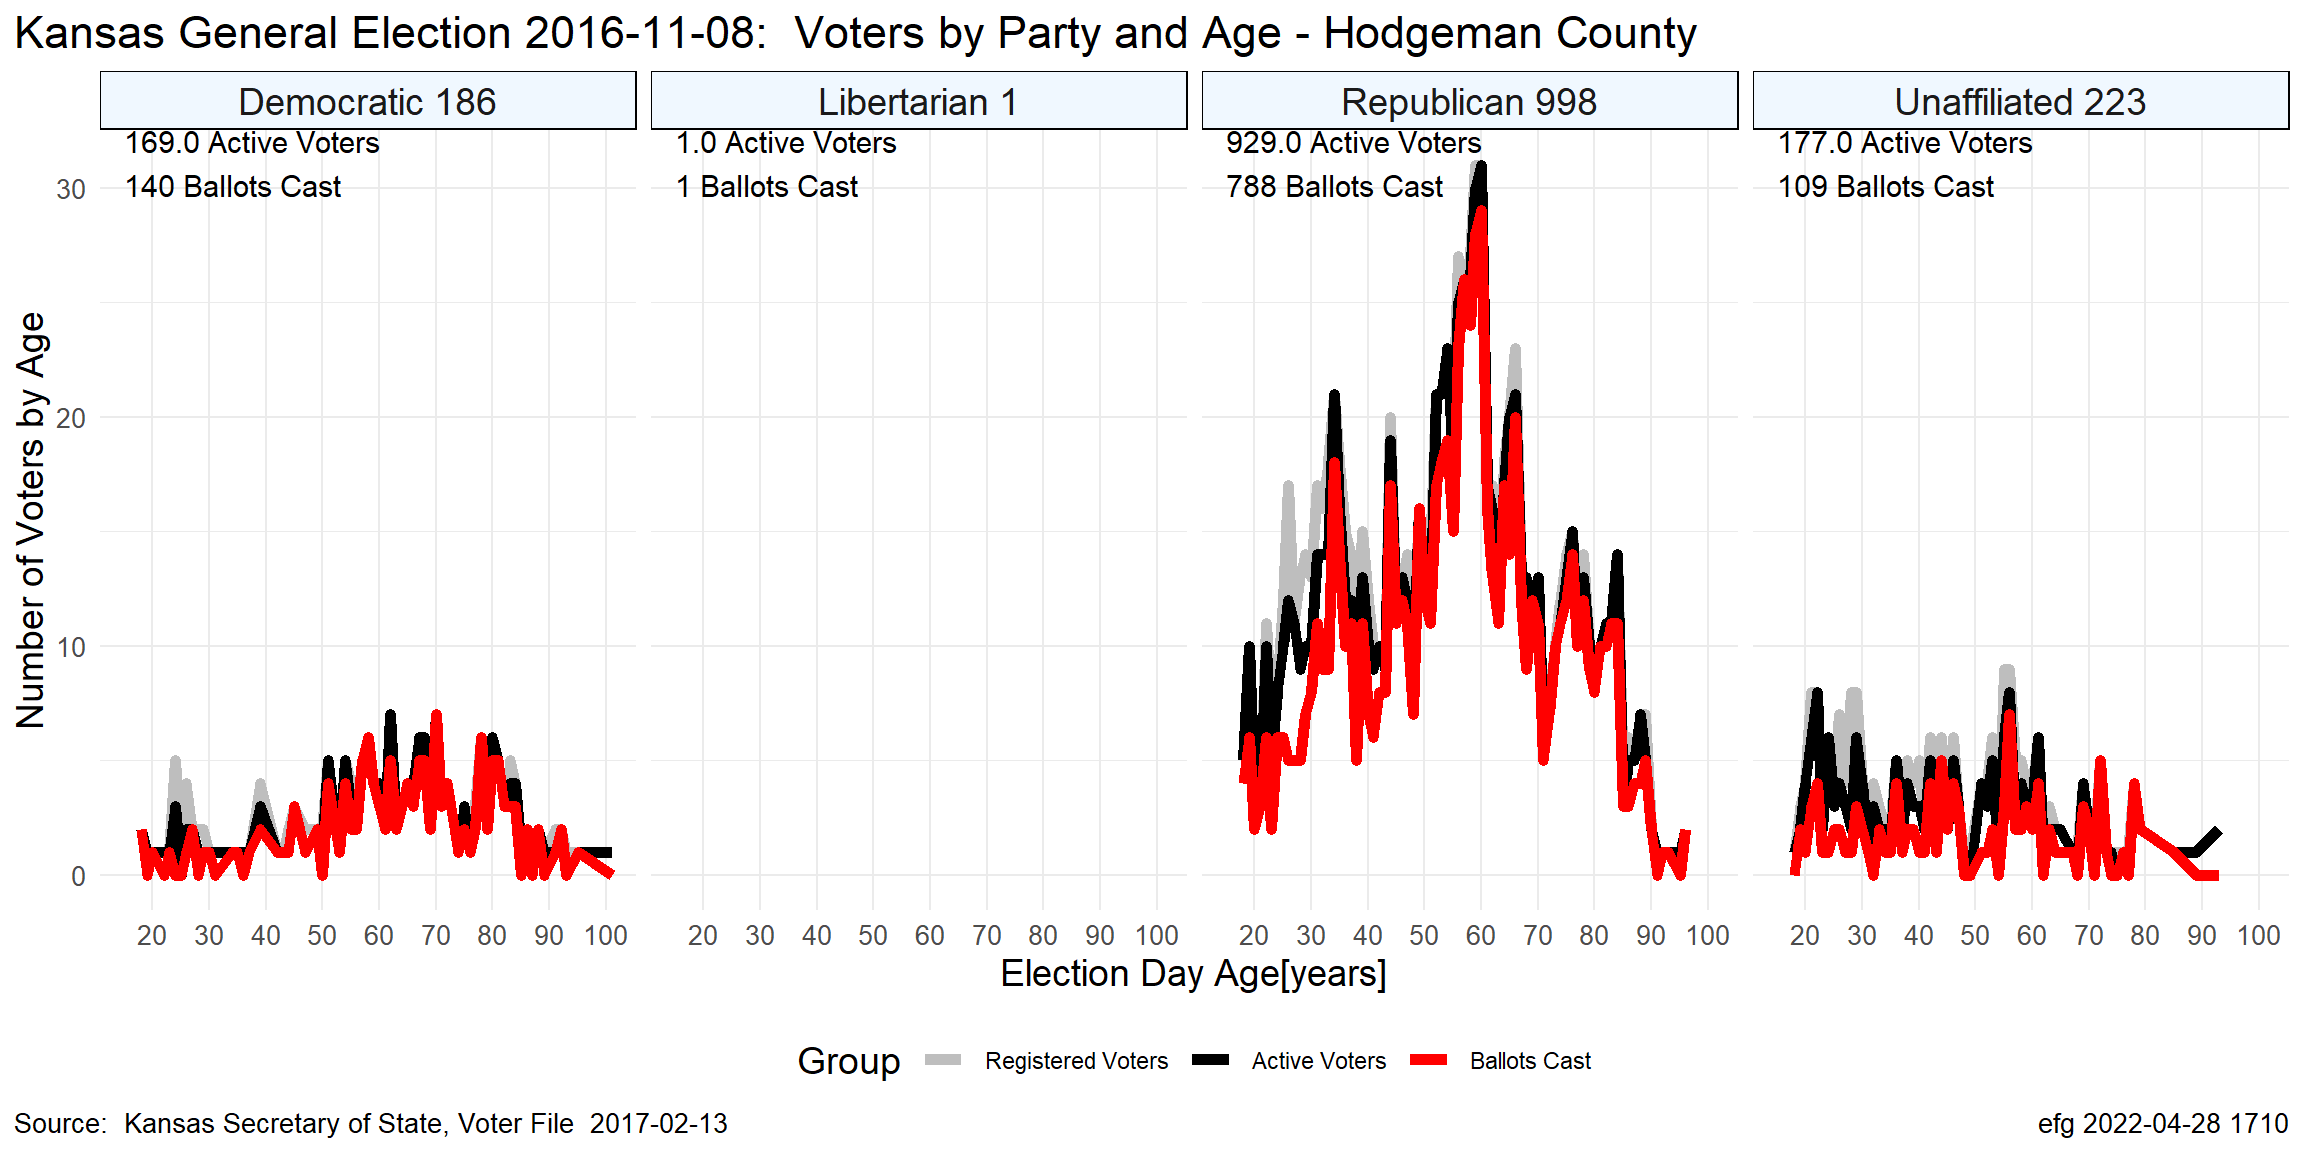 Kansas General Election 2016-11-08:  Voters by Party and Age - Hodgeman County
Democratic 186
Libertarian 1
Republican 998
Unaffiliated 223
169.0 Active Voters
140 Ballots Cast
1.0 Active Voters
1 Ballots Cast
929.0 Active Voters
788 Ballots Cast
177.0 Active Voters
109 Ballots Cast
Number of Voters by Age
30
20
10
0
20 30 40 50 60 70 80 90 100
20 30 40 50 60 70 80 90 100
20 30 40 50 60 70 80 90 100
20 30 40 50 60 70 80 90 100
Election Day Age[years]
Group Registered Voters Active Voters Ballots Cast
Source:  Kansas Secretary of State, Voter File  2017-02-13
efg 2022-04-28 1710